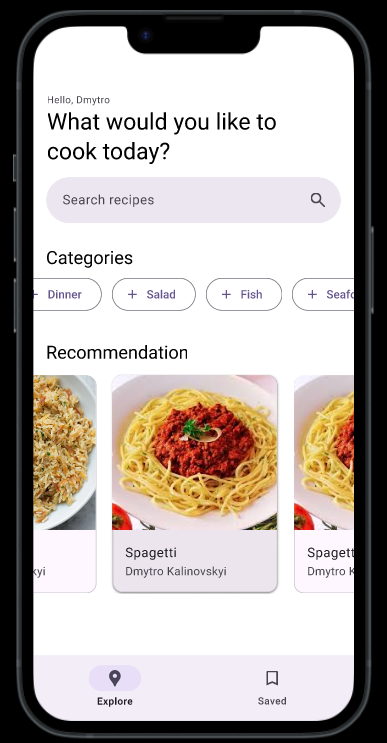 Hello, Dmytro
What would you like to
cook today?
Search recipes
Categories
Dinner
Salad
Fish
Seafo
Recommendation
kyi
Spagetti
Dmytro Kalinovskyi
Spagett
Dmytro K
Explore
Saved